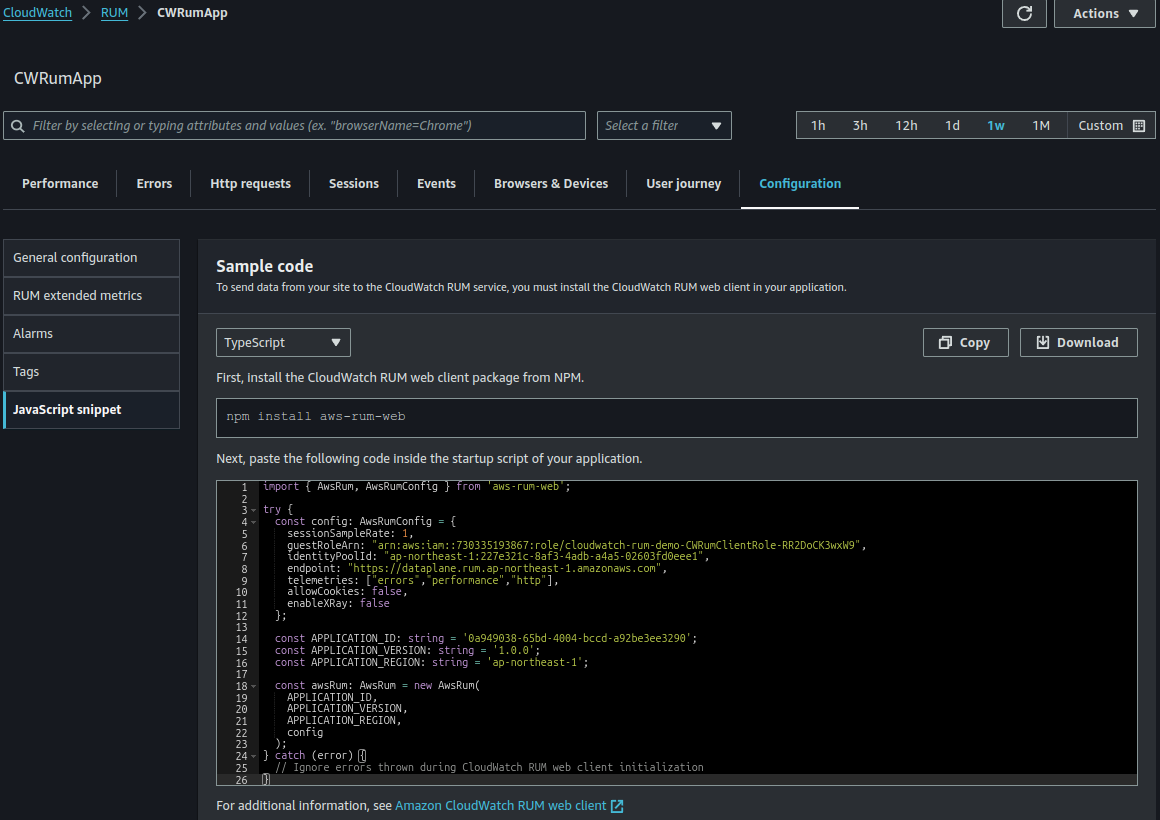 CloudWatch > RUM > CWRumApp
Actions ▼
CWRumApp
Filter by selecting or typing attributes and values (ex. "browserName=Chrome") Select a filter ▼ 1h 3h 12h 1d 1w 1M Custom
Performance Errors Http requests Sessions Events Browsers & Devices User journey Configuration
General configuration
RUM extended metrics
Alarms
Tags
JavaScript snippet
Sample code
To send data from your site to the CloudWatch RUM service, you must install the CloudWatch RUM web client in your application.
TypeScript ▼ Copy Download
First, install the CloudWatch RUM web client package from NPM.
npm install aws-rum-web
Next, paste the following code inside the startup script of your application.
1 import { AwsRum, AwsRumConfig } from 'aws-rum-web';
2
3 try {
4 const config: AwsRumConfig = {
5 sessionSampleRate: 1,
6 guestRoleArn: "arn:aws:iam::730335193867:role/cloudwatch-rum-demo-CWRumClientRole-RR2DoCK3wxW9",
7 identityPoolId: "ap-northeast-1:227e321c-8af3-4adb-a4a5-02603fd0eee1",
8 endpoint: "https://dataplane.rum.ap-northeast-1.amazonaws.com",
9 telemetries: ["errors","performance","http"],
10 allowCookies: false,
11 enableXRay: false
12 };
13
14 const APPLICATION_ID: string = '0a949038-65bd-4004-bccd-a92be3ee3290';
15 const APPLICATION_VERSION: string = '1.0.0';
16 const APPLICATION_REGION: string = 'ap-northeast-1';
17
18 const awsRum: AwsRum = new AwsRum(
19 APPLICATION_ID,
20 APPLICATION_VERSION,
21 APPLICATION_REGION,
22 config
23 );
24 } catch (error) {
25 // Ignore errors thrown during CloudWatch RUM web client initialization
26 }
For additional information, see Amazon CloudWatch RUM web client